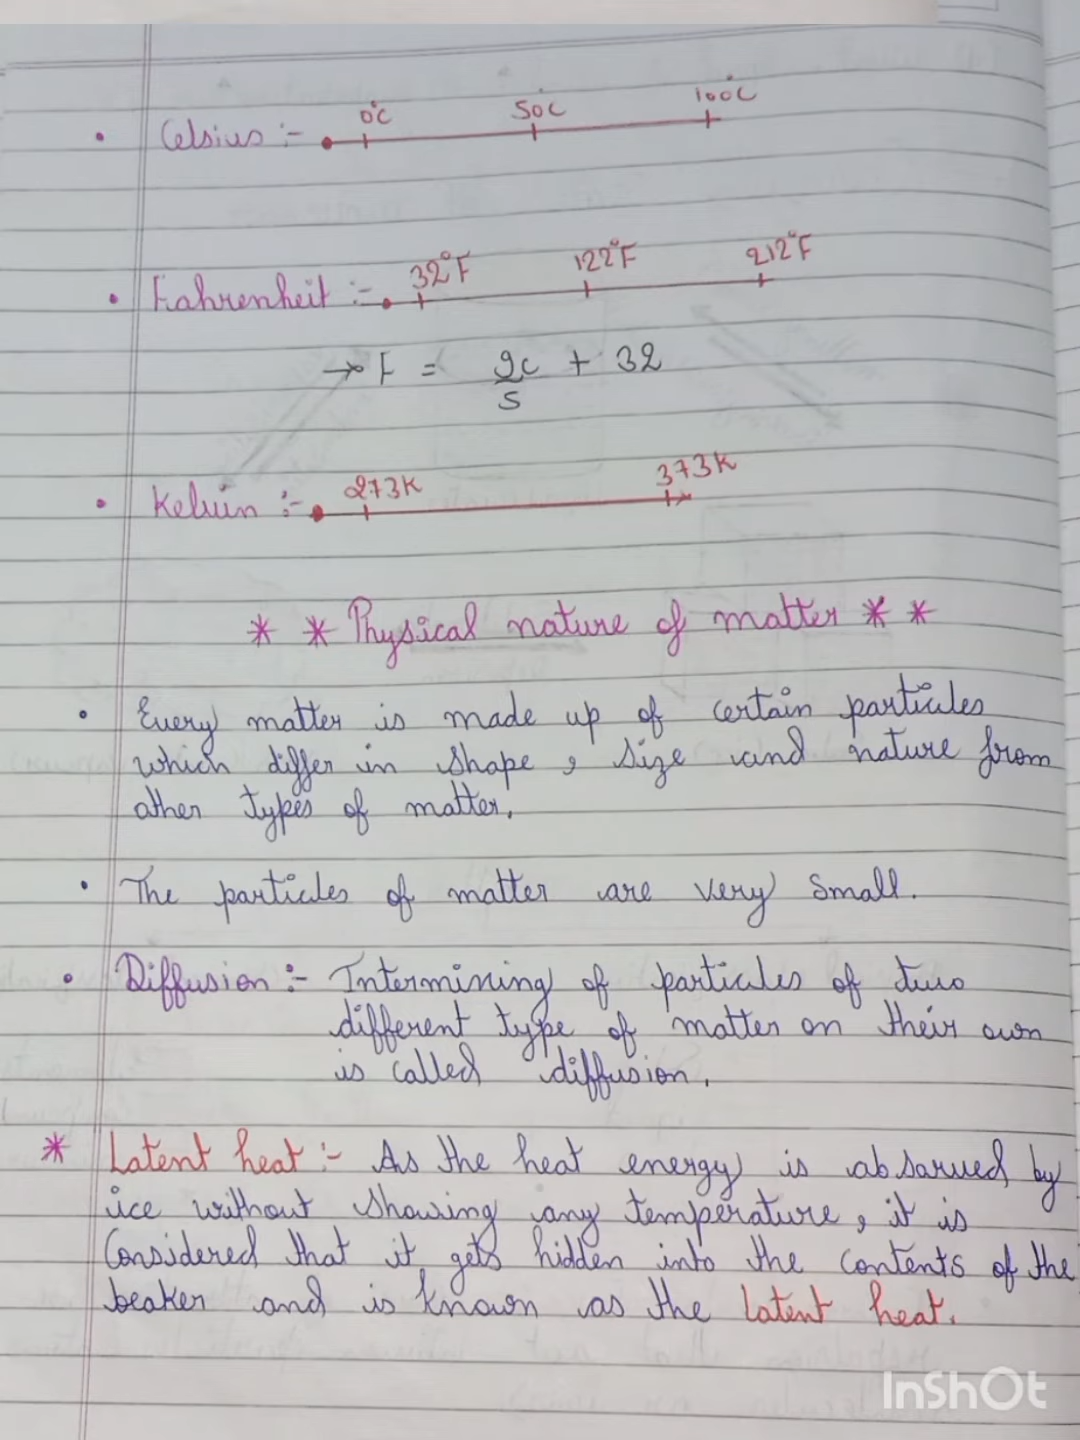 0°C 50°C 100°C
• Celsius :-
32°F 122°F 212°F
• Fahrenheit :-
→ F = 9C/5 + 32
273K 373K
• Kelvin :-
* * Physical nature of matter * *
• Every matter is made up of certain particles
which differ in shape, size and nature from
other types of matter.
• The particles of matter are very small.
• Diffusion :- Intermixing of particles of two
different type of matter on their own
is called diffusion.
* Latent heat :- As the heat energy is absarued by
ice without showing any temperature, it is
Considered that it gets hidden into the contents of the
beaker and is known as the latent heat.
InShOt